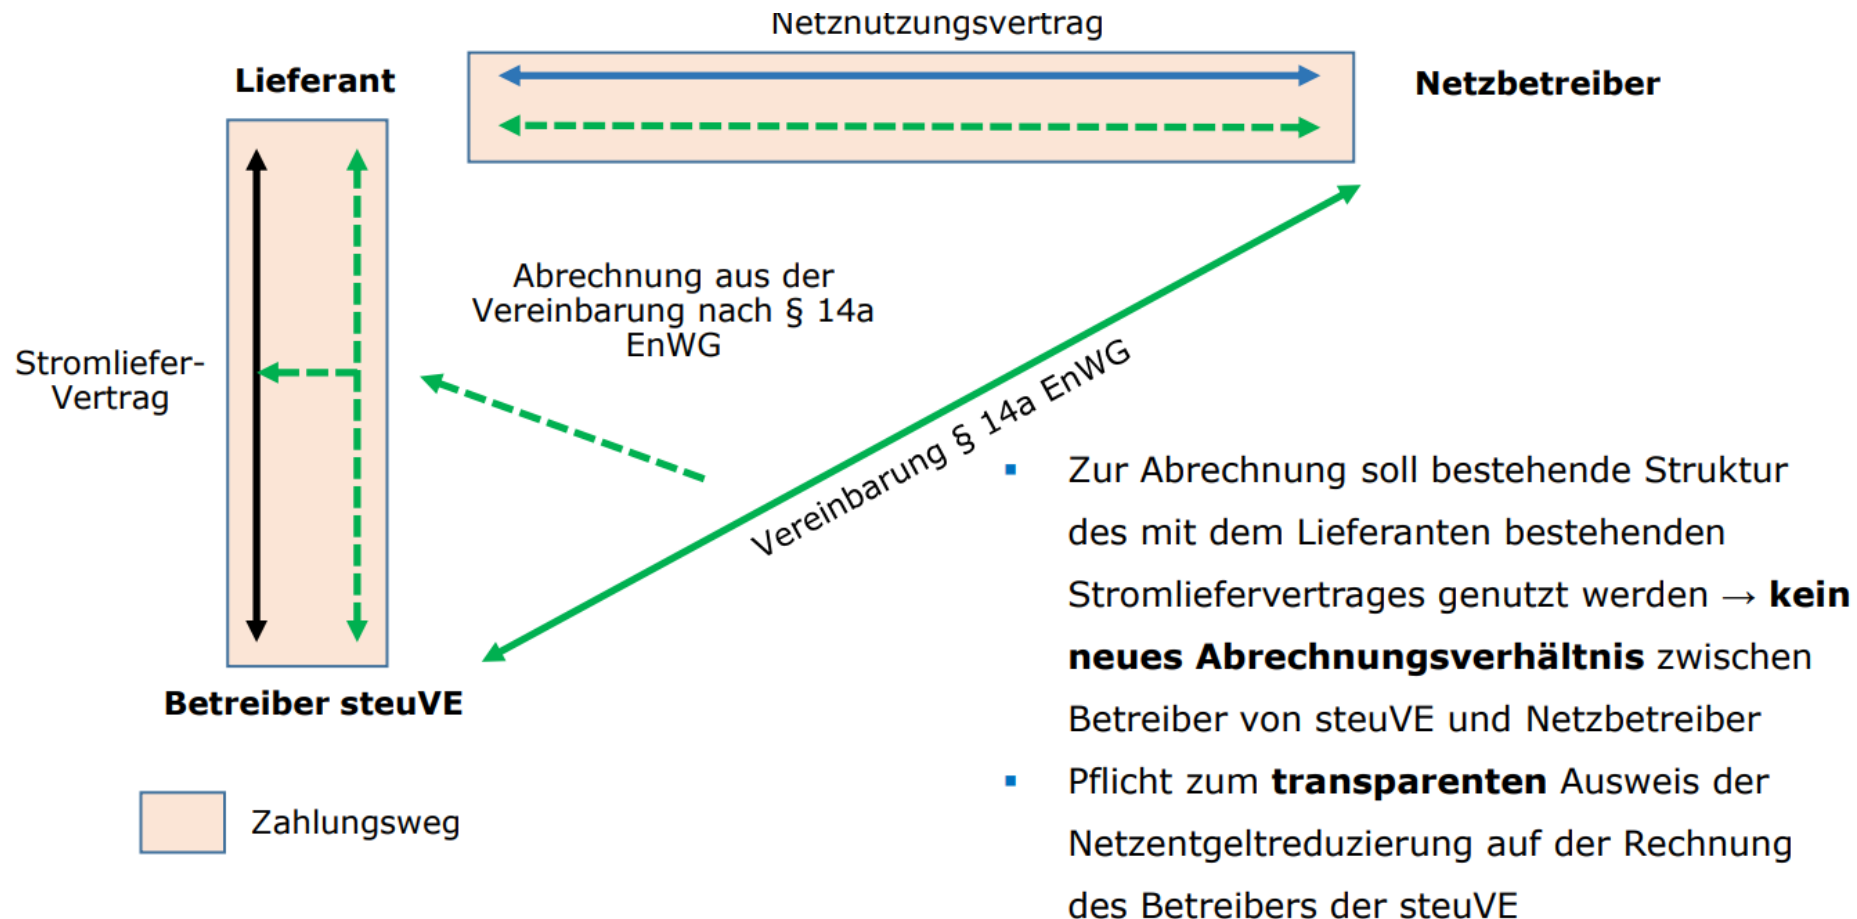 Netznutzungsvertrag
Lieferant
Netzbetreiber
Abrechnung aus der
Vereinbarung nach § 14a
EnWG
Stromliefer-
Vertrag
Vereinbarung § 14a EnWG
Betreiber steuVE
Zahlungsweg
▪ Zur Abrechnung soll bestehende Struktur
des mit dem Lieferanten bestehenden
Stromliefervertrages genutzt werden → kein
neues Abrechnungsverhältnis zwischen
Betreiber von steuVE und Netzbetreiber
▪ Pflicht zum transparenten Ausweis der
Netzentgeltreduzierung auf der Rechnung
des Betreibers der steuVE